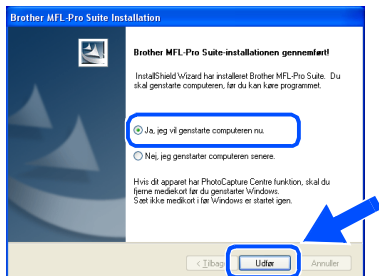 Brother MFL-Pro Suite Installation
Brother MFL-Pro Suite-installationen gennemført!
InstallShield Wizard har installeret Brother MFL-Pro Suite. Du
skal genstarte computeren, før du kan køre programmet.
Ja, jeg vil genstarte computeren nu.
Nej, jeg genstarter computeren senere.
Hvis dit apparat har PhotoCapture Centre funktion, skal du
fjerne mediekort før du genstarter Windows.
Sæt ikke medikort i før Windows er startet igen.
Udfør Annuller